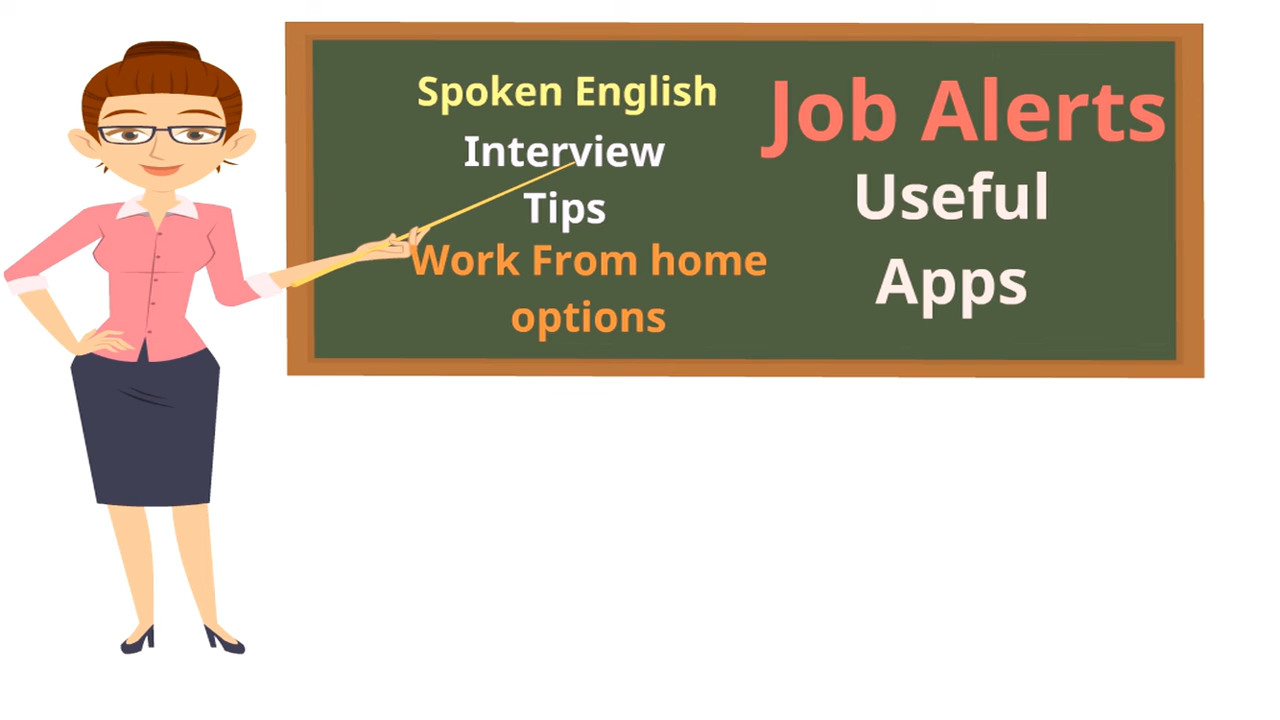 Spoken English
Interview
Tips
Work From home
options
Job Alerts
Useful
Apps